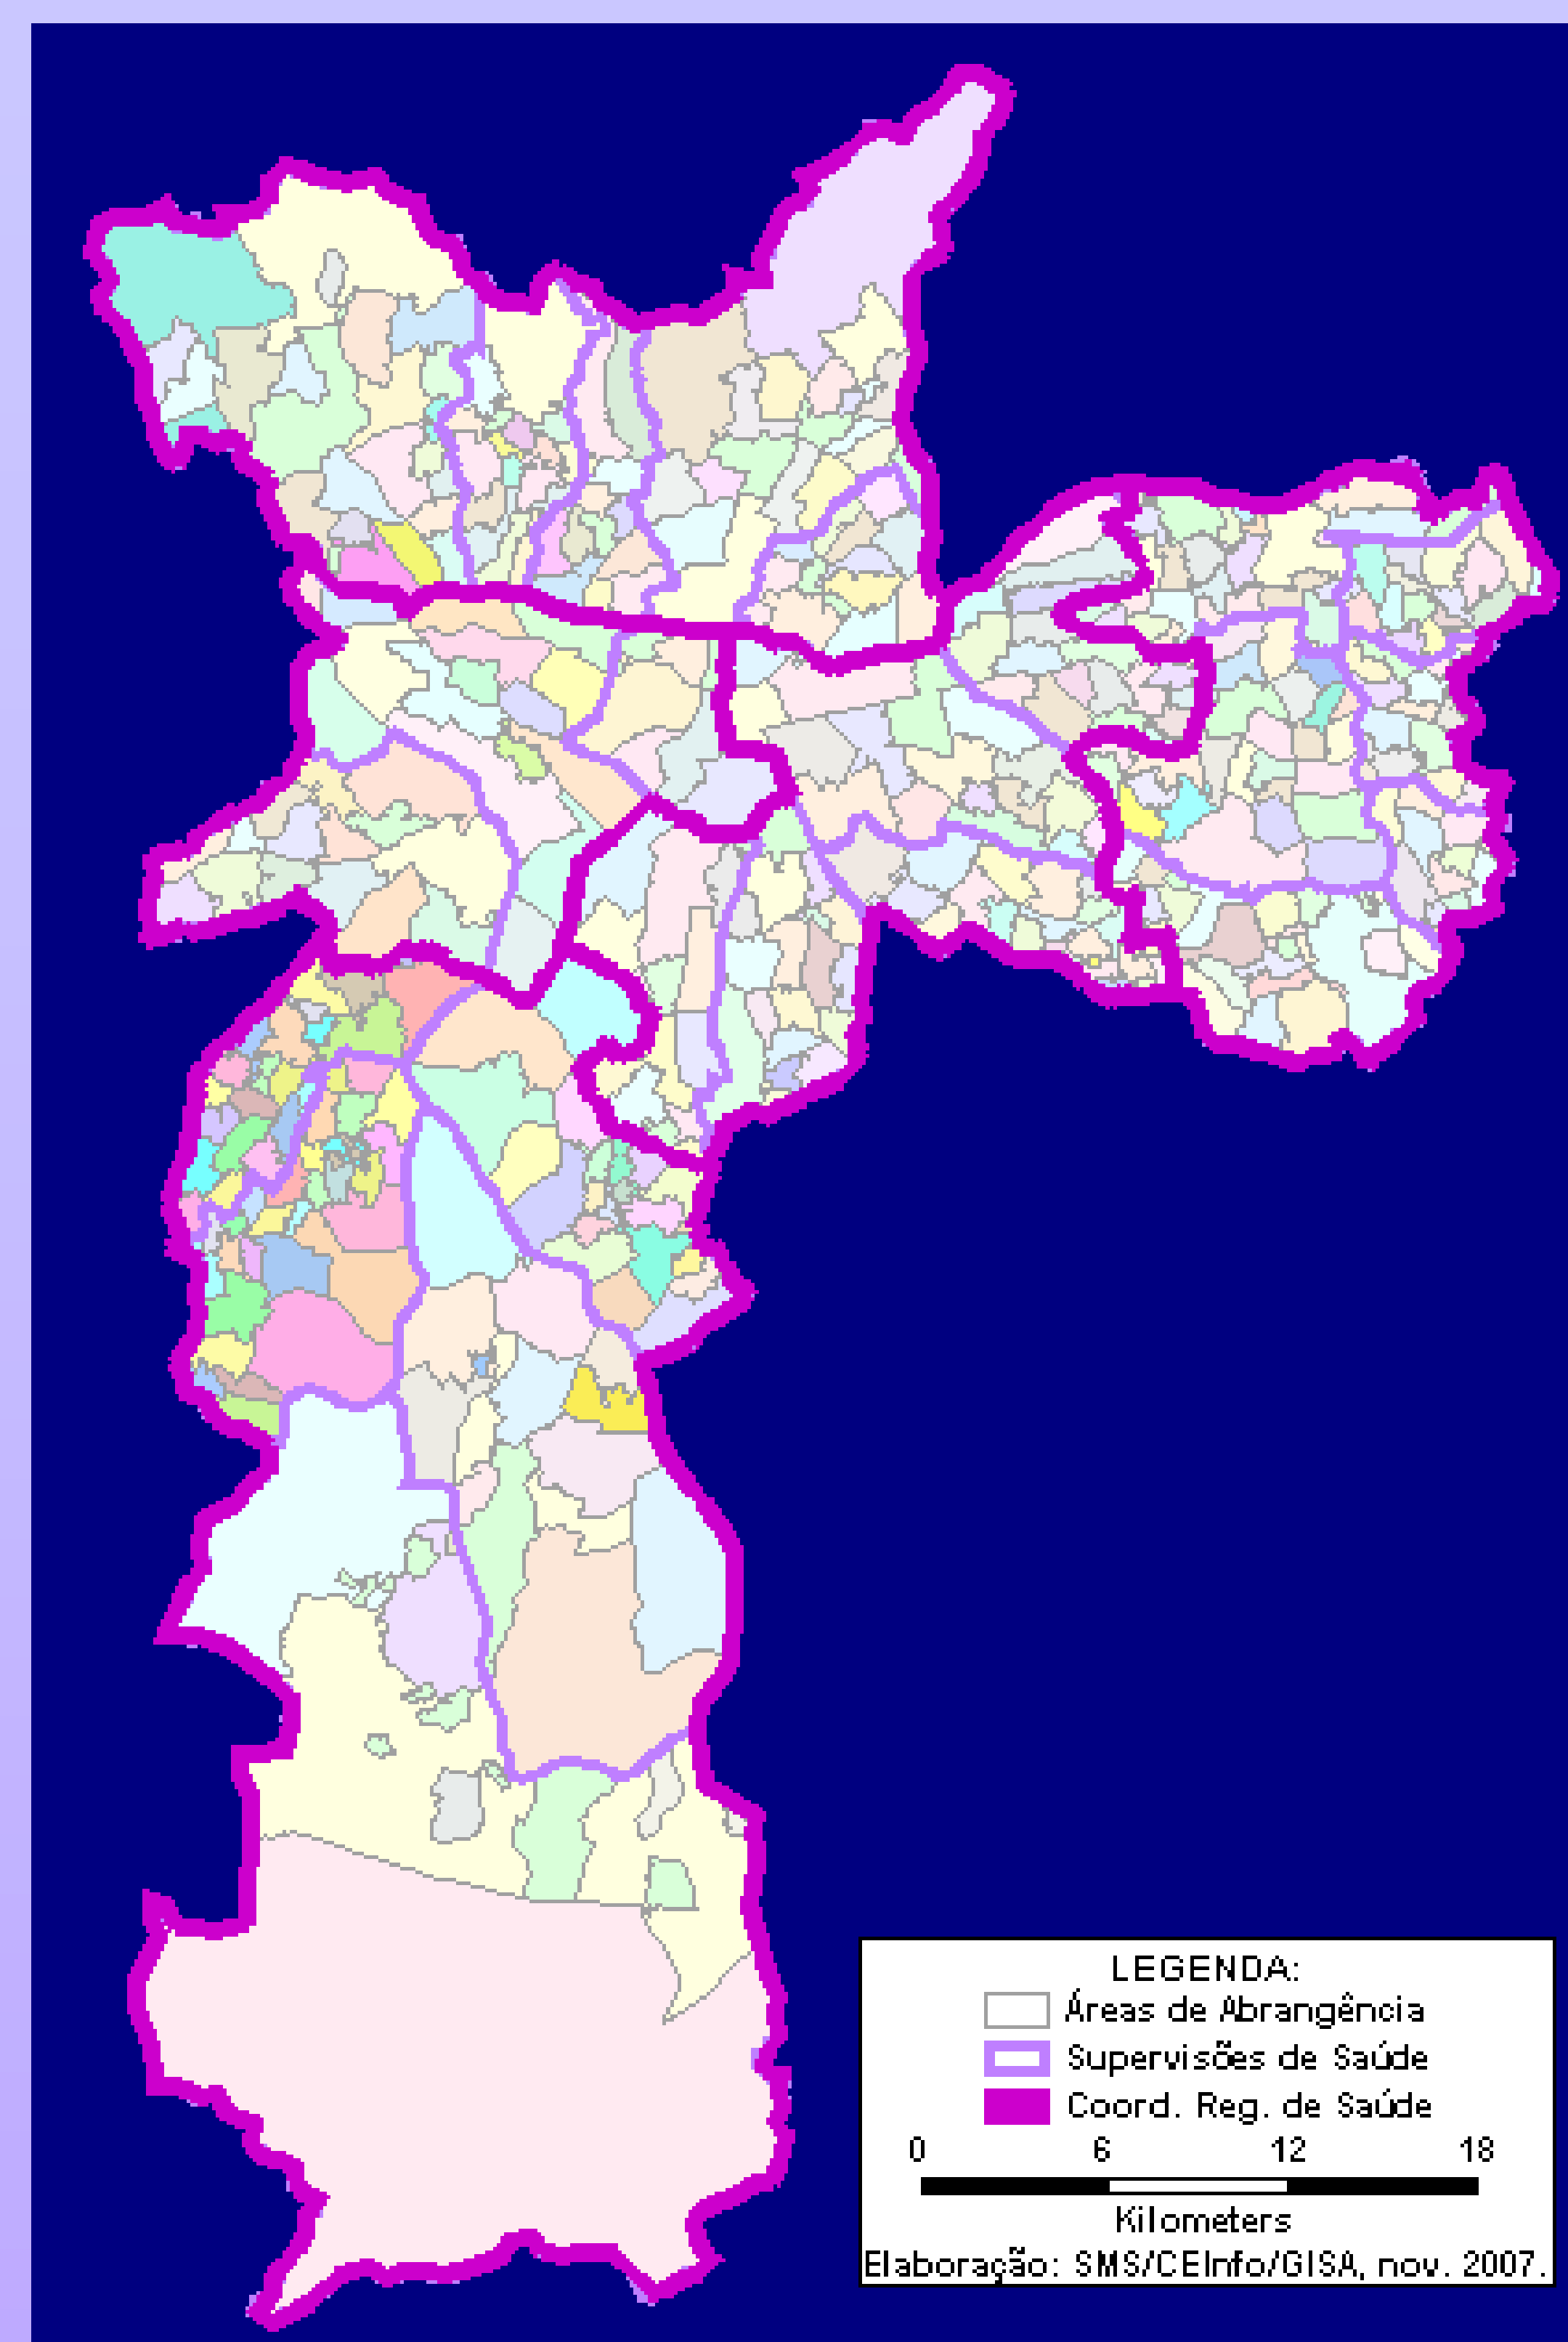 LEGENDA:
Áreas de Abrangência
Supervisões de Saúde
Coord. Reg. de Saúde
0 6 12 18
Kilometers
Elaboração: SMS/CEInfo/GISA, nov. 2007.